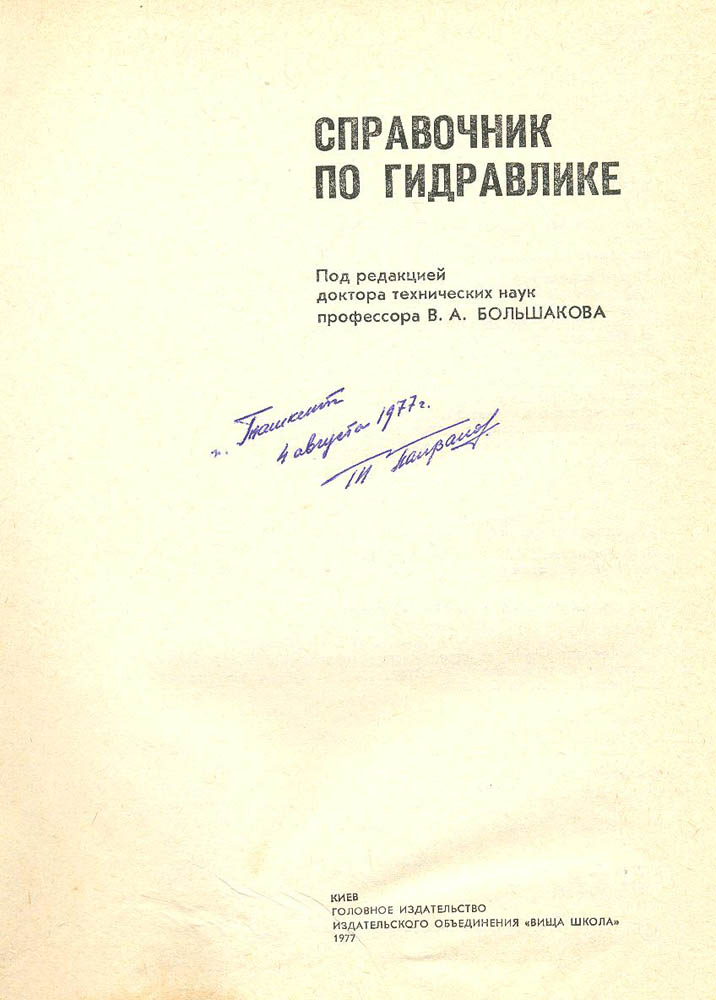 СПРАВОЧНИК
ПО ГИДРАВЛИКЕ
Под редакцией
доктора технических наук
профессора В. А. БОЛЬШАКОВА
г. Ташкент
4 августа 1977 г.
КИЕВ
ГОЛОВНОЕ ИЗДАТЕЛЬСТВО
ИЗДАТЕЛЬСКОГО ОБЪЕДИНЕНИЯ «ВИЩА ШКОЛА»
1977